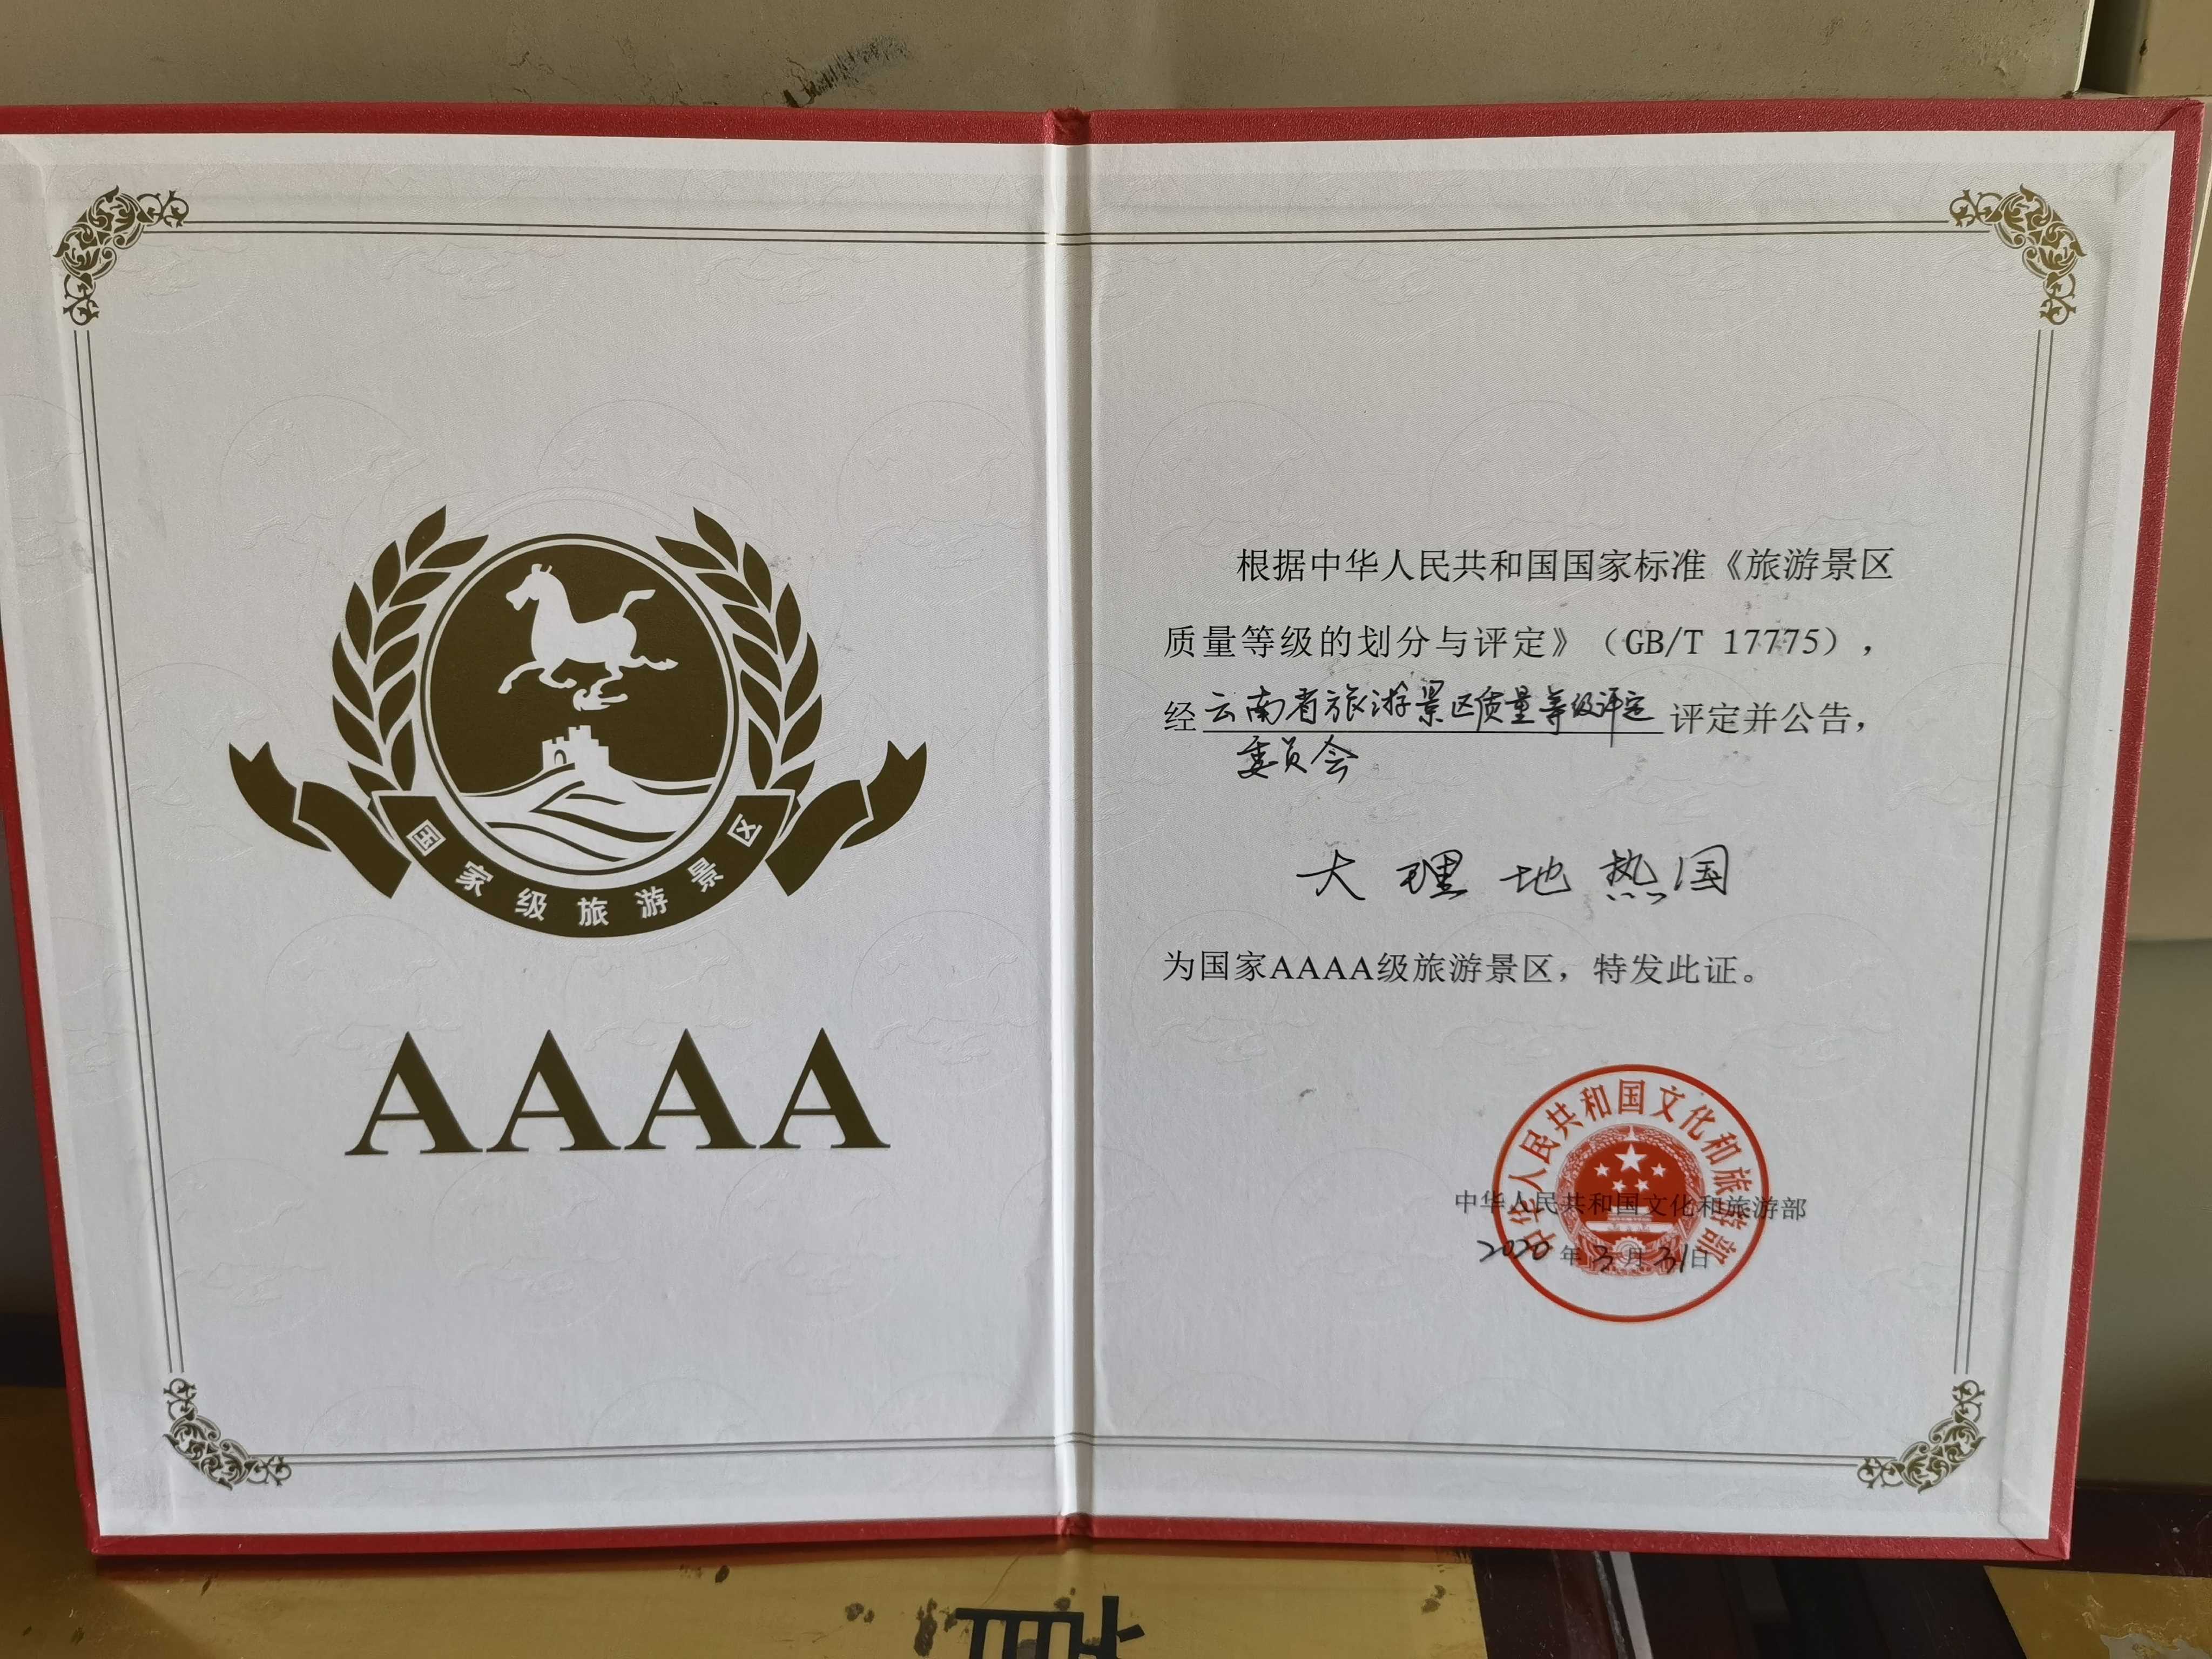 国家级旅游景区
AAAA
根据中华人民共和国国家标准《旅游景区
质量等级的划分与评定》（GB/T 17775），
经云南省旅游景区质量等级评定评定并公告，
委员会
大理地热国
为国家AAAA级旅游景区，特发此证。
中华人民共和国文化和旅游部
中华人民共和国文化和旅游部
2020年3月31日